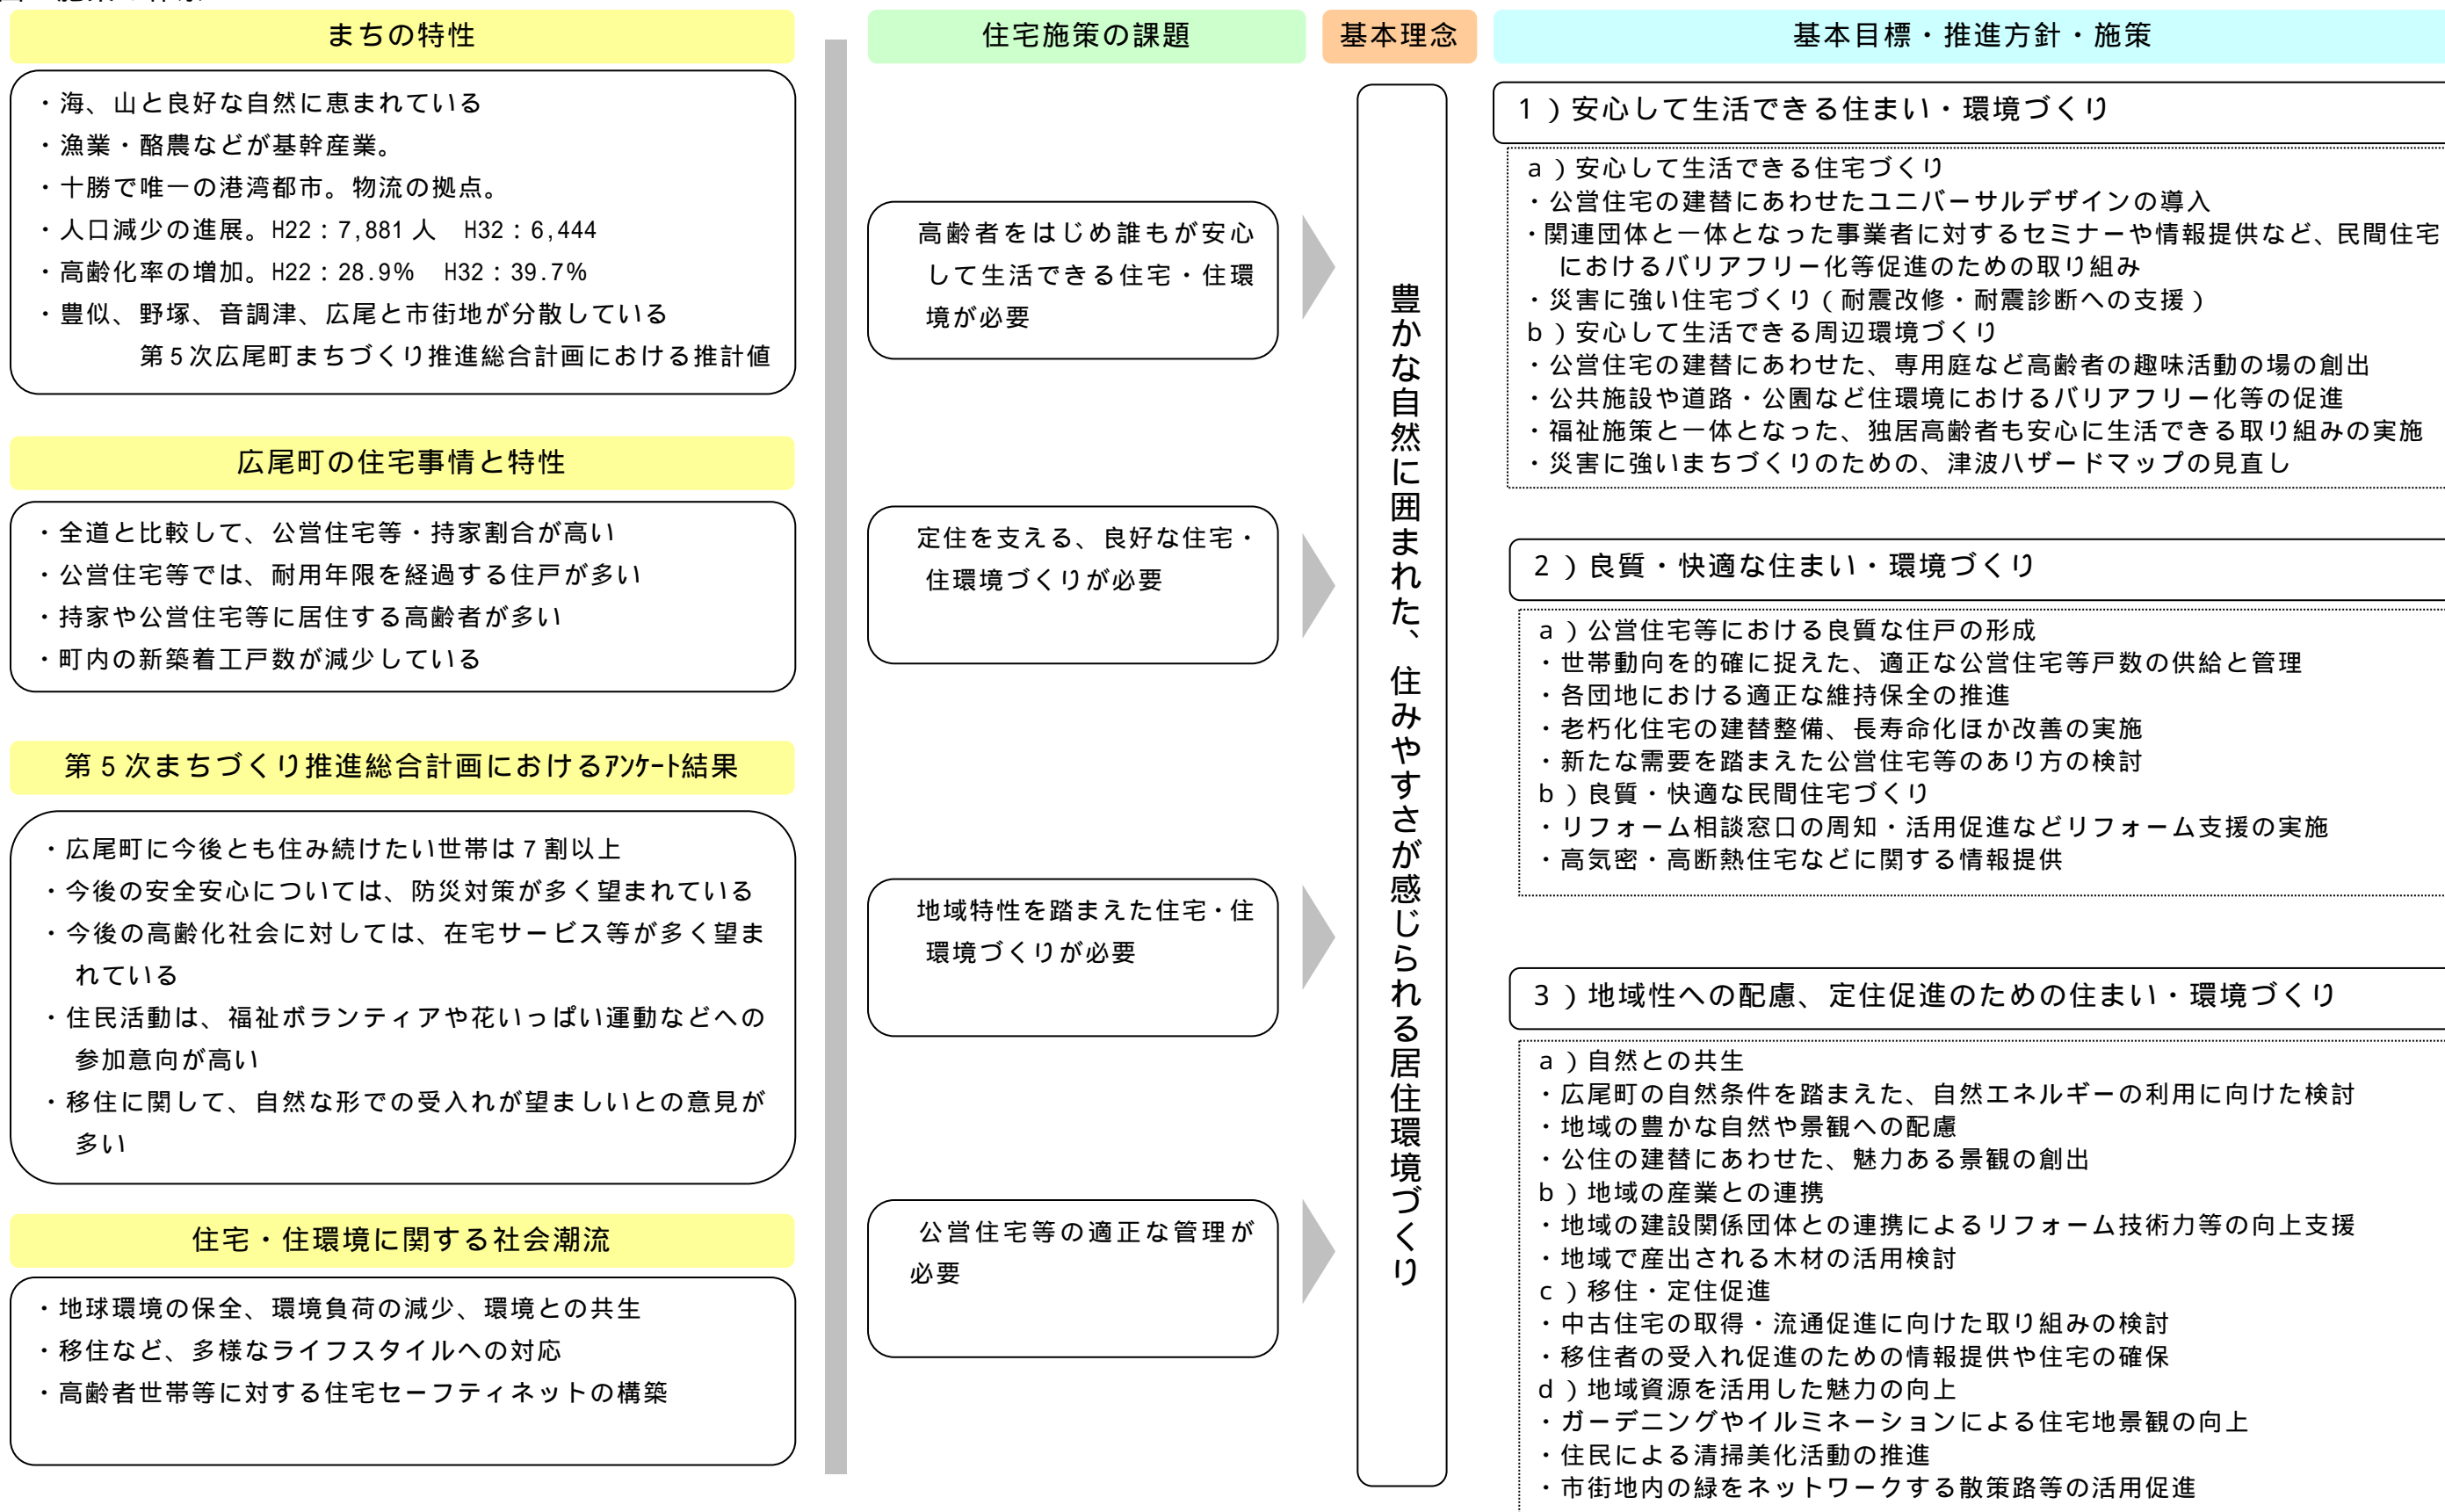 まちの特性
・海、山と良好な自然に恵まれている
・漁業・酪農などが基幹産業。
・十勝で唯一の港湾都市。物流の拠点。
・人口減少の進展。H22：7,881人　H32：6,444
・高齢化率の増加。H22：28.9%　H32：39.7%
・豊似、野塚、音調津、広尾と市街地が分散している
第5次広尾町まちづくり推進総合計画における推計値
広尾町の住宅事情と特性
・全道と比較して、公営住宅等・持家割合が高い
・公営住宅等では、耐用年限を経過する住戸が多い
・持家や公営住宅等に居住する高齢者が多い
・町内の新築着工戸数が減少している
第5次まちづくり推進総合計画におけるｱﾝｹｰﾄ結果
・広尾町に今後とも住み続けたい世帯は7割以上
・今後の安全安心については、防災対策が多く望まれている
・今後の高齢化社会に対しては、在宅サービス等が多く望ま
れている
・住民活動は、福祉ボランティアや花いっぱい運動などへの
参加意向が高い
・移住に関して、自然な形での受入れが望ましいとの意見が
多い
住宅・住環境に関する社会潮流
・地球環境の保全、環境負荷の減少、環境との共生
・移住など、多様なライフスタイルへの対応
・高齢者世帯等に対する住宅セーフティネットの構築
住宅施策の課題
高齢者をはじめ誰もが安心
して生活できる住宅・住環
境が必要
定住を支える、良好な住宅・
住環境づくりが必要
地域特性を踏まえた住宅・住
環境づくりが必要
公営住宅等の適正な管理が
必要
基本理念
豊かな自然に囲まれた、住みやすさが感じられる居住環境づくり
基本目標・推進方針・施策
1）安心して生活できる住まい・環境づくり
a）安心して生活できる住宅づくり
・公営住宅の建替にあわせたユニバーサルデザインの導入
・関連団体と一体となった事業者に対するセミナーや情報提供など、民間住宅
におけるバリアフリー化等促進のための取り組み
・災害に強い住宅づくり（耐震改修・耐震診断への支援）
b）安心して生活できる周辺環境づくり
・公営住宅の建替にあわせた、専用庭など高齢者の趣味活動の場の創出
・公共施設や道路・公園など住環境におけるバリアフリー化等の促進
・福祉施策と一体となった、独居高齢者も安心に生活できる取り組みの実施
・災害に強いまちづくりのための、津波ハザードマップの見直し
2）良質・快適な住まい・環境づくり
a）公営住宅等における良質な住戸の形成
・世帯動向を的確に捉えた、適正な公営住宅等戸数の供給と管理
・各団地における適正な維持保全の推進
・老朽化住宅の建替整備、長寿命化ほか改善の実施
・新たな需要を踏まえた公営住宅等のあり方の検討
b）良質・快適な民間住宅づくり
・リフォーム相談窓口の周知・活用促進などリフォーム支援の実施
・高気密・高断熱住宅などに関する情報提供
3）地域性への配慮、定住促進のための住まい・環境づくり
a）自然との共生
・広尾町の自然条件を踏まえた、自然エネルギーの利用に向けた検討
・地域の豊かな自然や景観への配慮
・公住の建替にあわせた、魅力ある景観の創出
b）地域の産業との連携
・地域の建設関係団体との連携によるリフォーム技術力等の向上支援
・地域で産出される木材の活用検討
c）移住・定住促進
・中古住宅の取得・流通促進に向けた取り組みの検討
・移住者の受入れ促進のための情報提供や住宅の確保
d）地域資源を活用した魅力の向上
・ガーデニングやイルミネーションによる住宅地景観の向上
・住民による清掃美化活動の推進
・市街地内の緑をネットワークする散策路等の活用促進